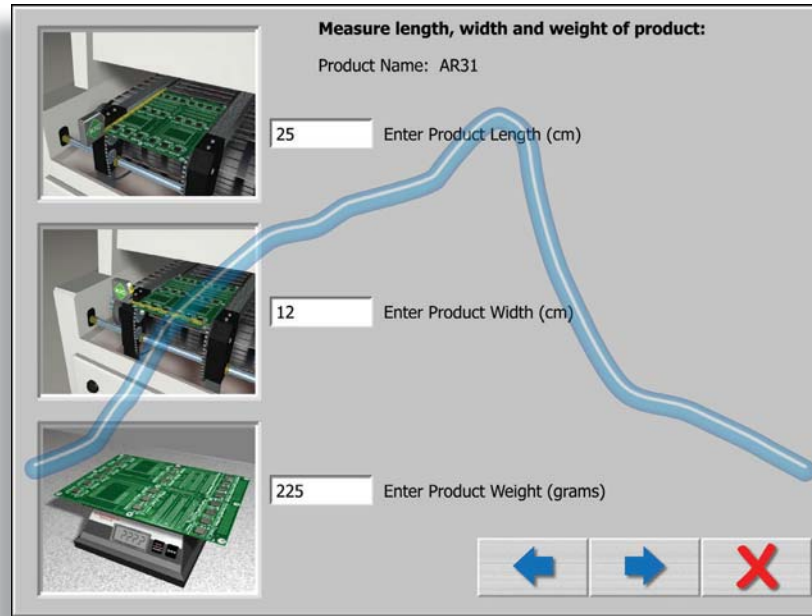 Measure length, width and weight of product:
Product Name: AR31
25 Enter Product Length (cm)
12 Enter Product Width (cm)
225 Enter Product Weight (grams)
????